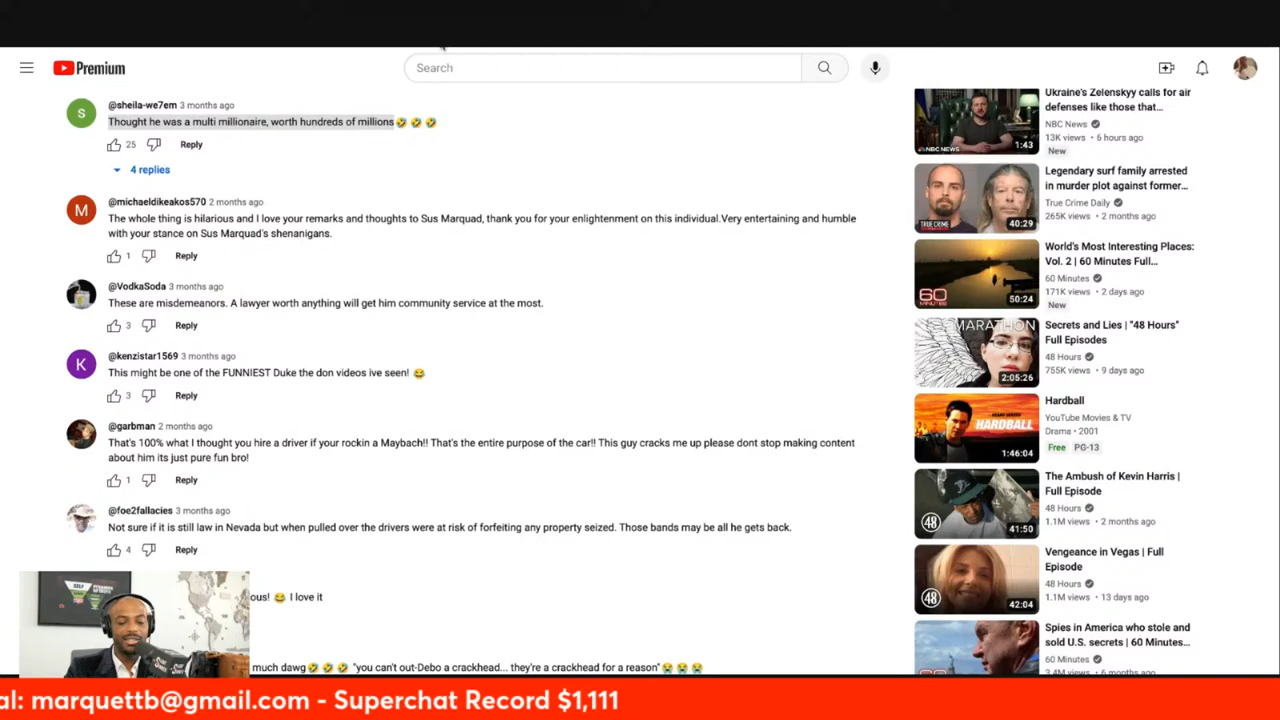 Premium
Search
S
@sheila-we7em 3 months ago
Thought he was a multi millionaire, worth hundreds of millions🤣 🤣 🤣
25 Reply
4 replies
M
@michaeldikeakos570 2 months ago
The whole thing is hilarious and I love your remarks and thoughts to Sus Marquad, thank you for your enlightenment on this individual.Very entertaining and humble
with your stance on Sus Marquad's shenanigans.
1 Reply
@VodkaSoda 3 months ago
These are misdemeanors. A lawyer worth anything will get him community service at the most.
3 Reply
K
@kenzistar1569 3 months ago
This might be one of the FUNNIEST Duke the don videos ive seen! 😂
3 Reply
@garbman 2 months ago
That's 100% what I thought you hire a driver if your rockin a Maybach!! That's the entire purpose of the car!! This guy cracks me up please dont stop making content
about him its just pure fun bro!
1 Reply
@foe2fallacies 3 months ago
Not sure if it is still law in Nevada but when pulled over the drivers were at risk of forfeiting any property seized. Those bands may be all he gets back.
4 Reply
ous! 😂 I love it
much dawg🤣 🤣 🤣 "you can't out-Debo a crackhead... they're a crackhead for a reason"😭 😭 😭
Ukraine's Zelenskyy calls for air
defenses like those that...
NBC News
13K views • 6 hours ago
New
NBC NEWS
1:43
Legendary surf family arrested
in murder plot against former...
True Crime Daily
265K views • 2 months ago
TRUE CRIME
40:29
World's Most Interesting Places:
Vol. 2 | 60 Minutes Full...
60 Minutes
171K views • 2 days ago
New
60
50:24
MARATHON
Secrets and Lies | "48 Hours"
Full Episodes
48 Hours
755K views • 9 days ago
2:05:26
Hardball
YouTube Movies & TV
Drama • 2001
Free PG-13
HARDBALL
1:46:04
The Ambush of Kevin Harris |
Full Episode
48 Hours
1.1M views • 2 months ago
48
41:50
Vengeance in Vegas | Full
Episode
48 Hours
1.1M views • 13 days ago
48
42:04
Spies in America who stole and
sold U.S. secrets | 60 Minutes...
60 Minutes
3.4M views • 6 months ago
al: marquettb@gmail.com - Superchat Record $1,111